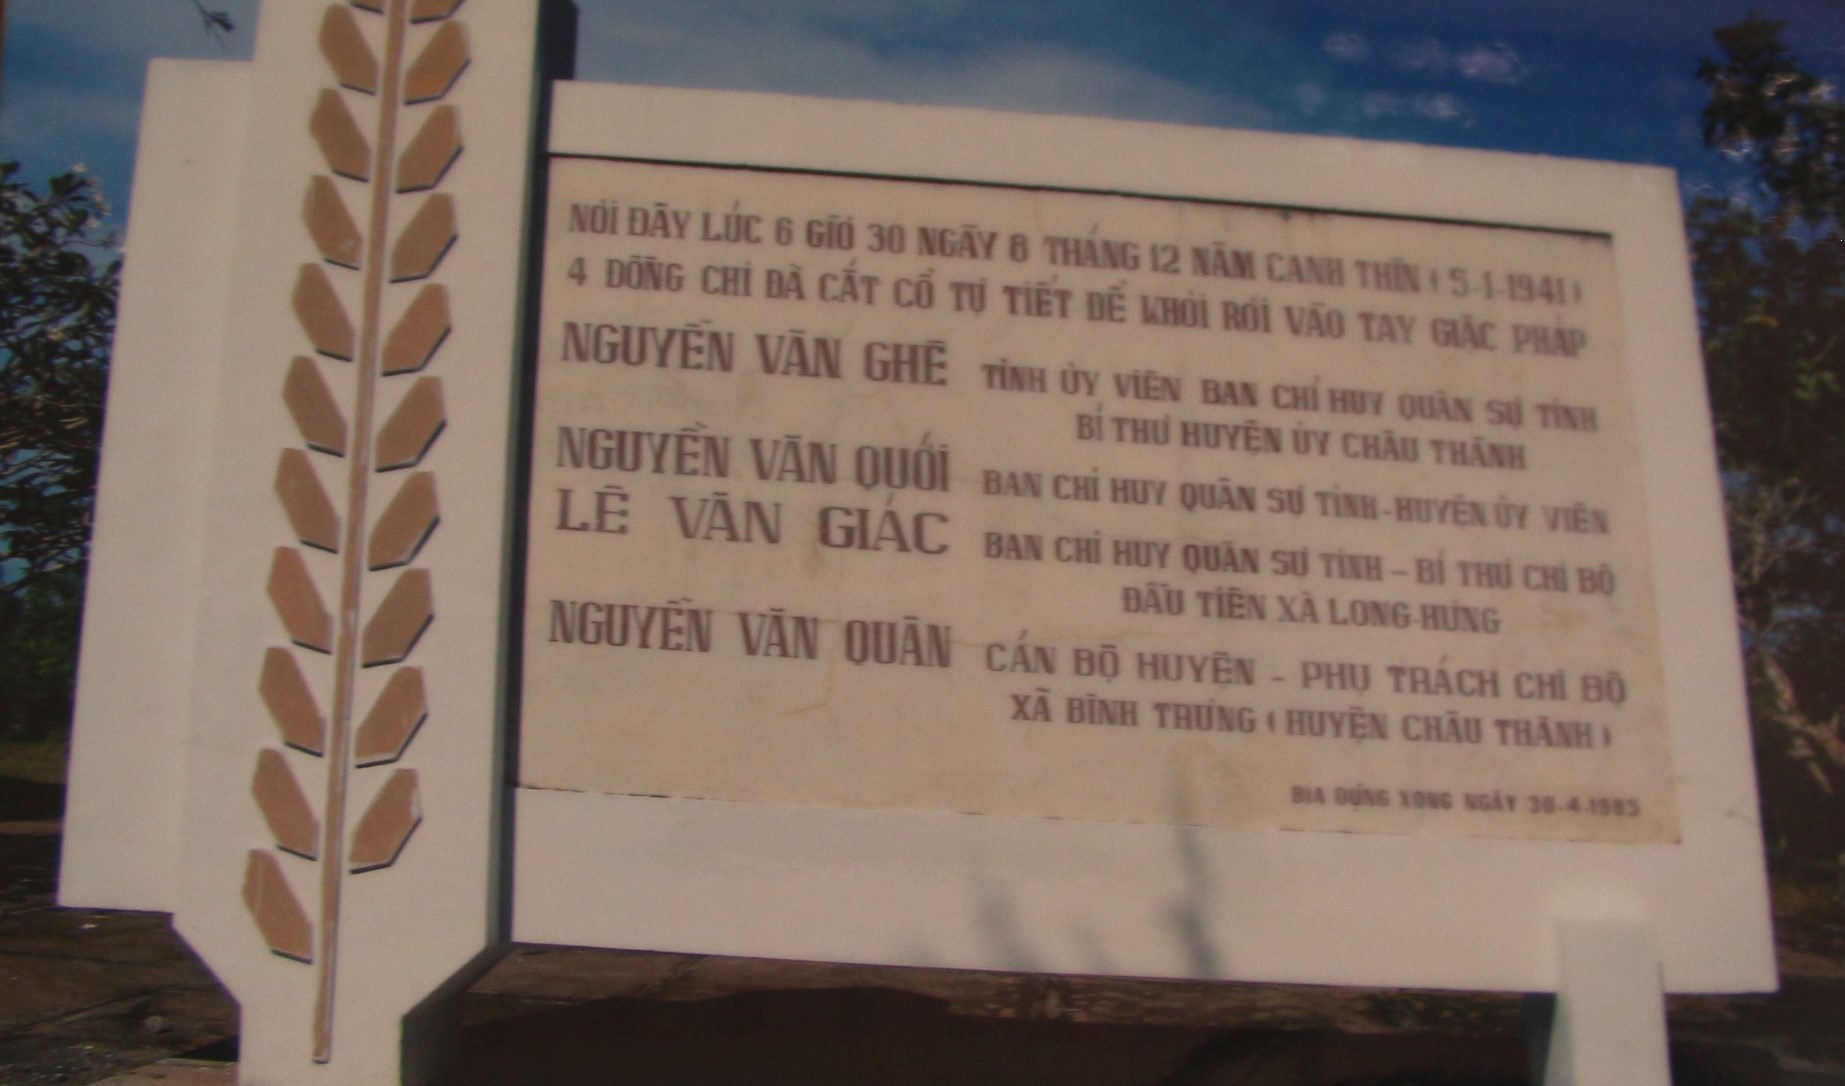 NƠI ĐÂY LÚC 6 GIỜ 30 NGÀY 8 THÁNG 12 NĂM CANH THÌN (5-1-1941)
4 ĐỒNG CHÍ ĐÃ CẮT CỔ TỰ TIẾT ĐỂ KHỎI RƠI VÀO TAY GIẶC PHÁP
NGUYỄN VĂN GHÊ TỈNH ỦY VIÊN BAN CHỈ HUY QUÂN SỰ TỈNH
BÍ THƯ HUYỆN ỦY CHÂU THÀNH
NGUYỄN VĂN QUỚI BAN CHỈ HUY QUÂN SỰ TỈNH - HUYỆN ỦY VIÊN
LÊ VĂN GIÁC BAN CHỈ HUY QUÂN SỰ TỈNH - BÍ THƯ CHI BỘ
ĐẦU TIÊN XÃ LONG-HƯNG
NGUYỄN VĂN QUÂN CÁN BỘ HUYỆN - PHỤ TRÁCH CHI BỘ
XÃ BÌNH TRƯNG (HUYỆN CHÂU THÀNH)
BIA DỰNG XONG NGÀY 30-4-1985